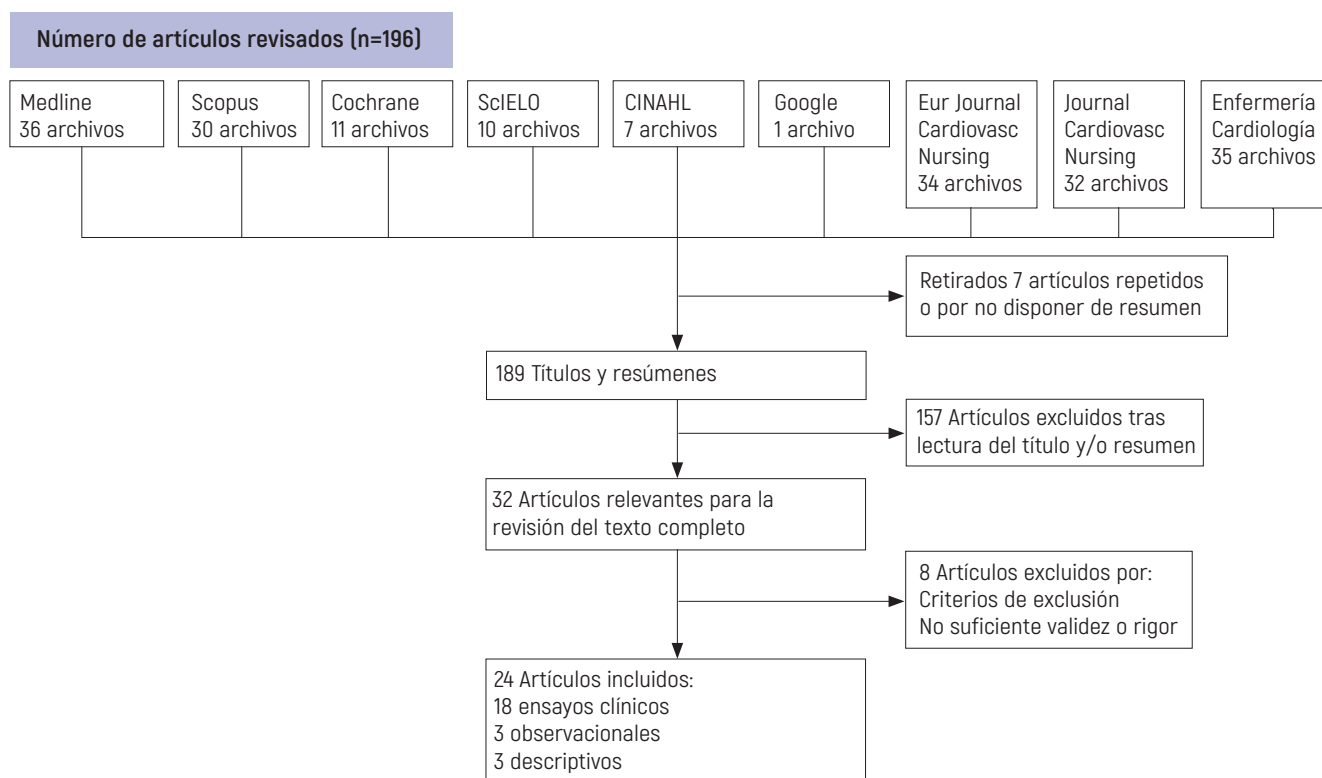 Número de artículos revisados (n=196)
Medline
36 archivos
Scopus
30 archivos
Cochrane
11 archivos
ScIELO
10 archivos
CINAHL
7 archivos
Google
1 archivo
Eur Journal
Cardiovasc
Nursing
34 archivos
Journal
Cardiovasc
Nursing
32 archivos
Enfermería
Cardiología
35 archivos
Retirados 7 artículos repetidos
o por no disponer de resumen
189 Títulos y resúmenes
157 Artículos excluidos tras
lectura del título y/o resumen
32 Artículos relevantes para la
revisión del texto completo
8 Artículos excluidos por:
Criterios de exclusión
No suficiente validez o rigor
24 Artículos incluidos:
18 ensayos clínicos
3 observacionales
3 descriptivos